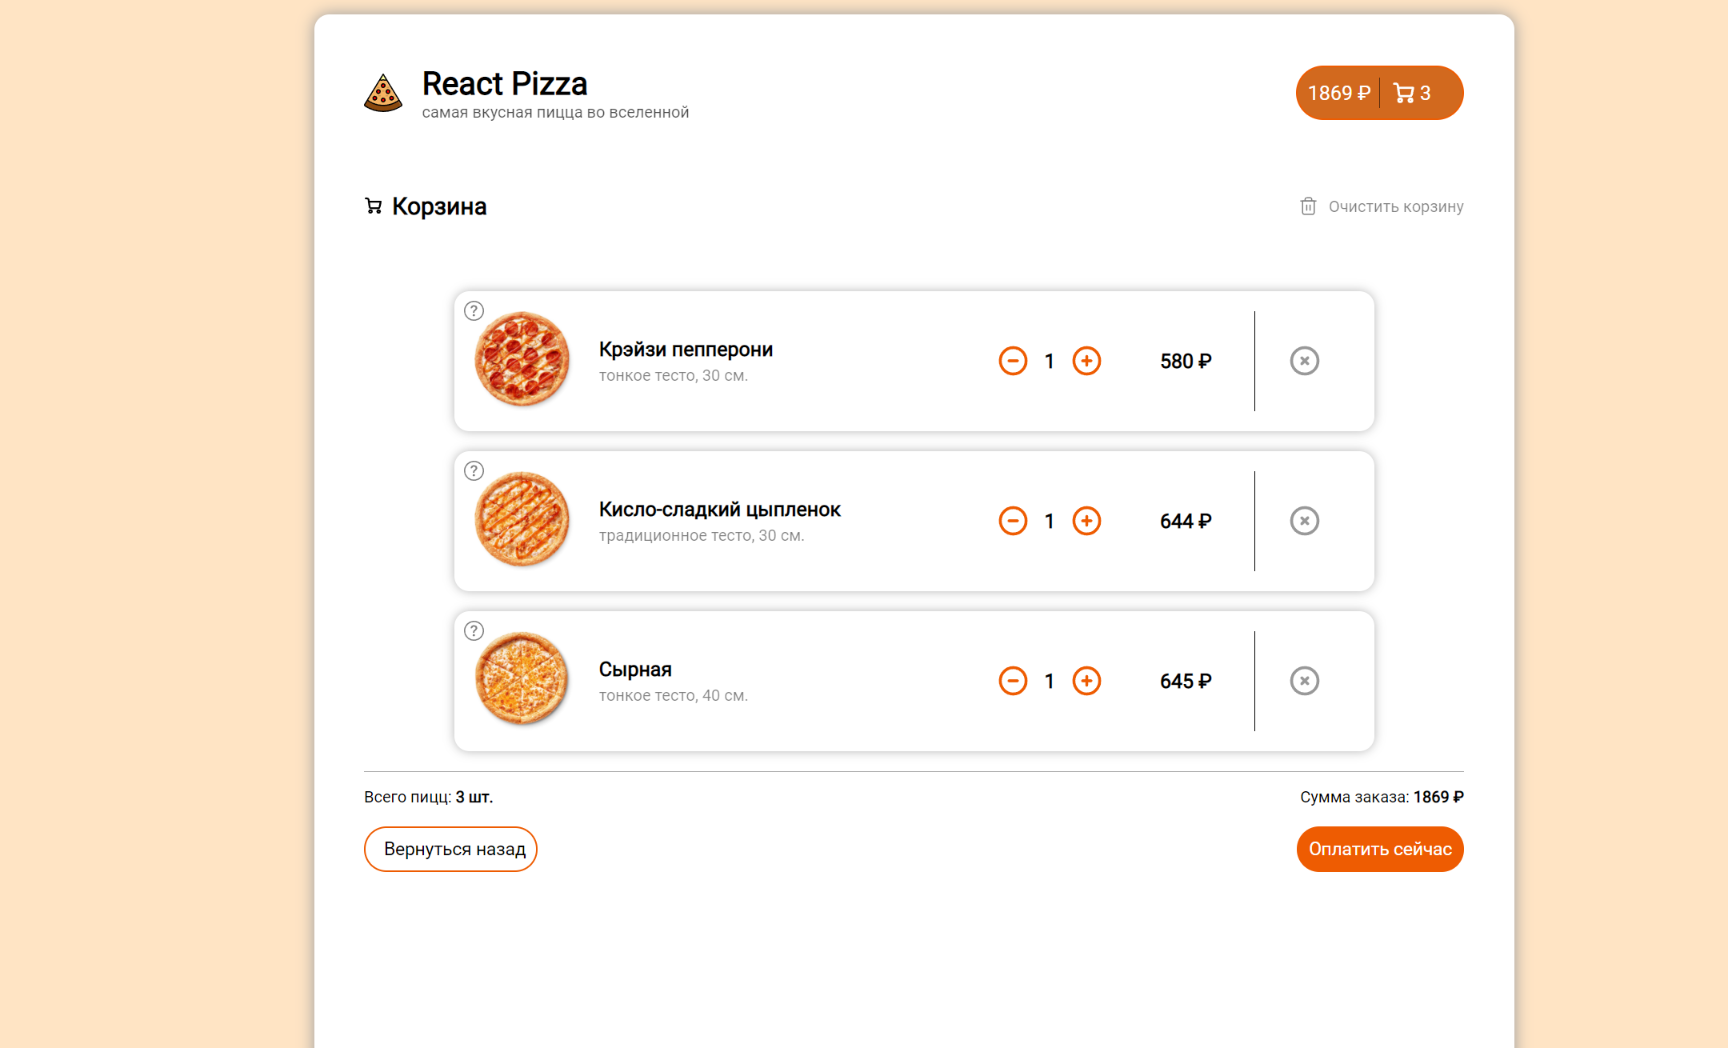 React Pizza
самая вкусная пицца во вселенной
1869 ₽ 3
Корзина
Очистить корзину
?
Крэйзи пепперони
тонкое тесто, 30 см.
1
580 ₽
?
Кисло-сладкий цыпленок
традиционное тесто, 30 см.
1
644 ₽
?
Сырная
тонкое тесто, 40 см.
1
645 ₽
Всего пицц: 3 шт.
Сумма заказа: 1869 ₽
Вернуться назад
Оплатить сейчас